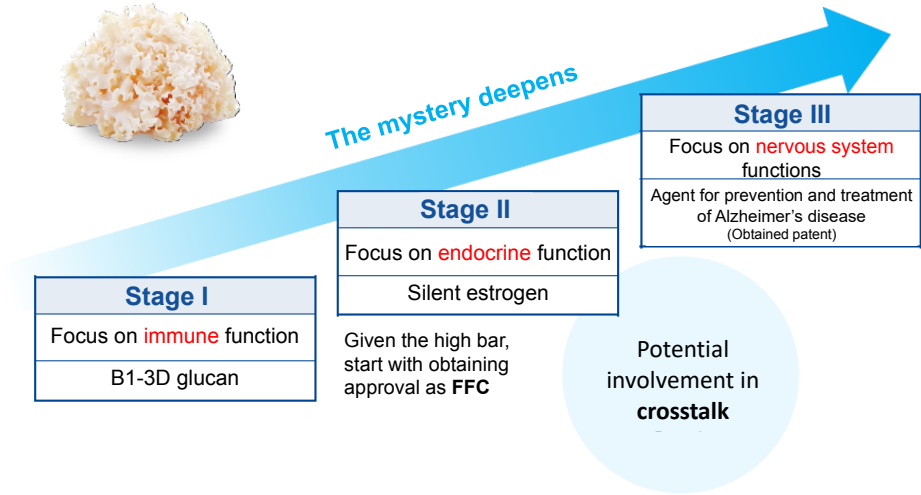 The mystery deepens
Stage I
Focus on immune function
B1-3D glucan
Stage II
Focus on endocrine function
Silent estrogen
Given the high bar,
start with obtaining
approval as FFC
Stage III
Focus on nervous system
functions
Agent for prevention and treatment
of Alzheimer's disease
(Obtained patent)
Potential
involvement in
crosstalk